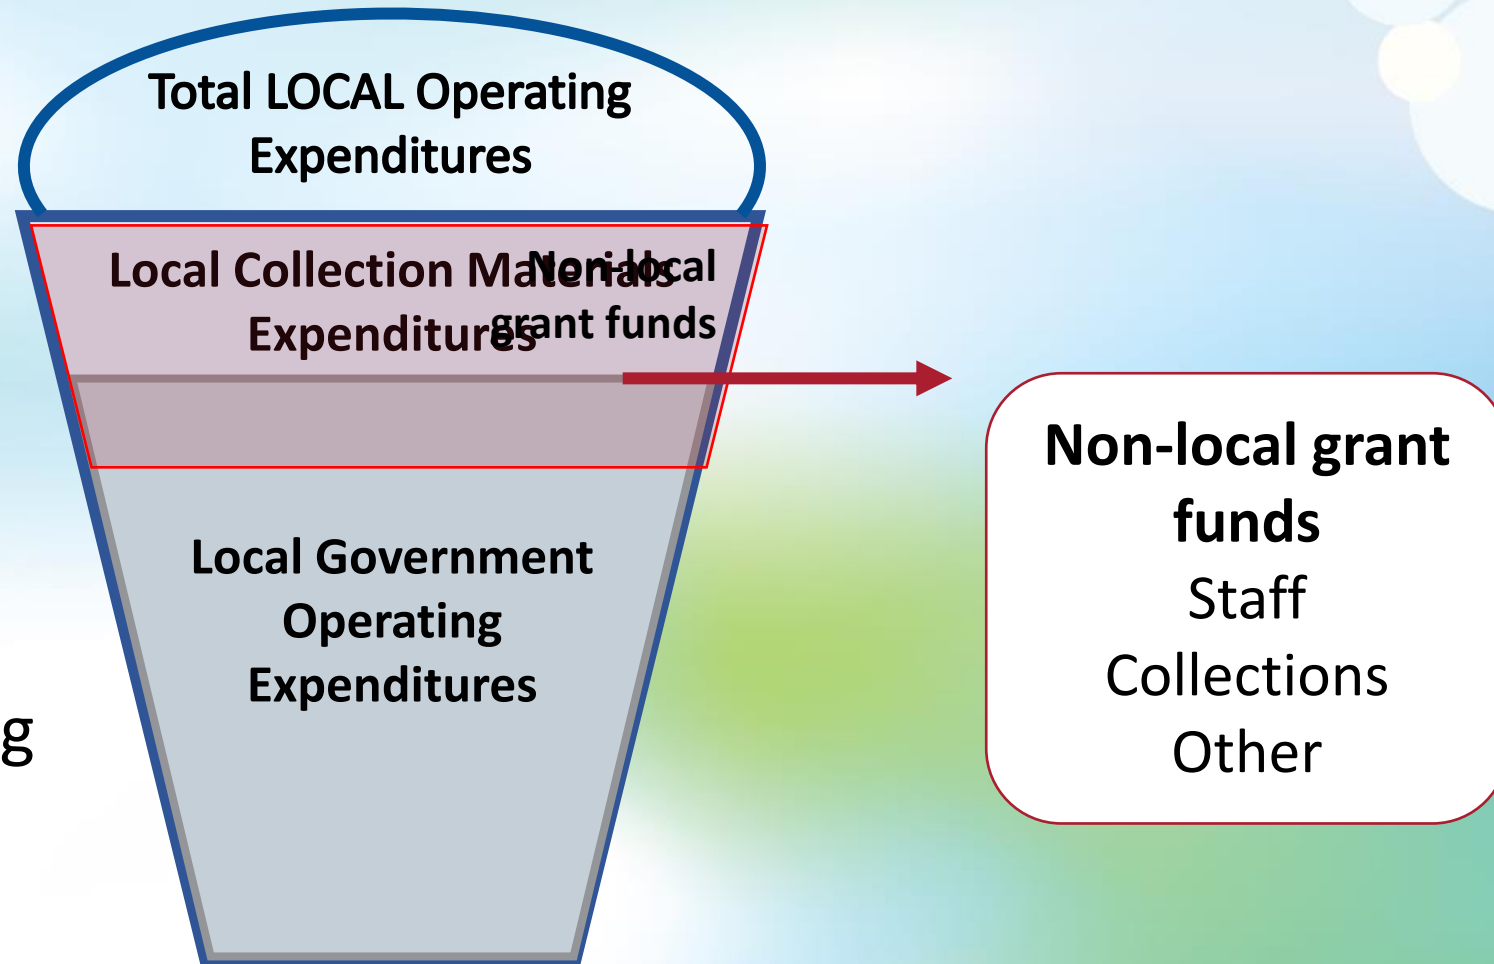 Total LOCAL Operating
Expenditures
Local Collection Materials
Expenditures
Non-local
grant funds
Local Government
Operating
Expenditures
g
Non-local grant
funds
Staff
Collections
Other